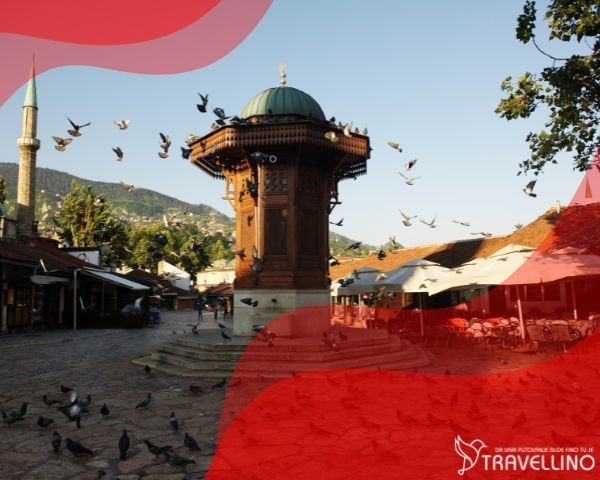 DA VAM PUTOVANJE BUDE FINO TU JE
TRAVELLINO